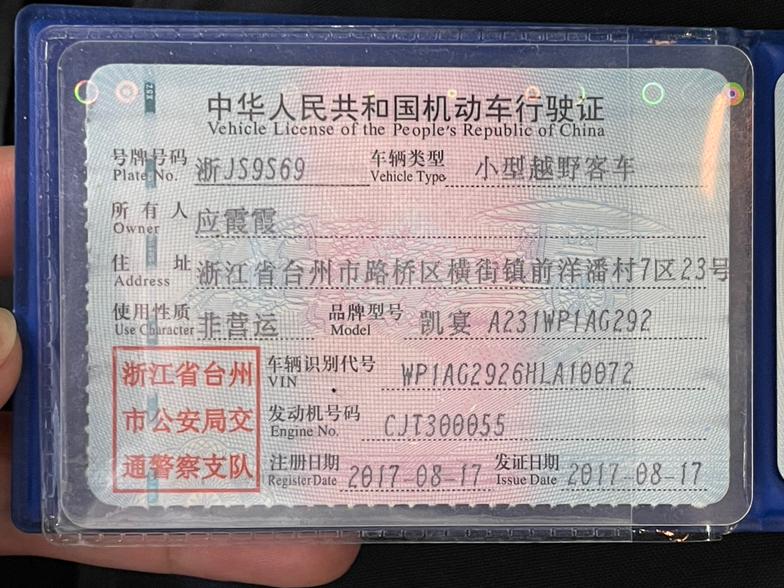 中华人民共和国机动车行驶证
Vehicle License of the People's Republic of China
号牌号码 浙JS9S69 车辆类型 小型越野客车
Plate No. Vehicle Type
所有人 应霞霞
Owner
住址 浙江省台州市路桥区横街镇前洋潘村7区23号
Address
使用性质 非营运 品牌型号 凯宴 A231WP1AG292
Use Character Model
浙江省台州
市公安局交
通警察支队
车辆识别代号 WP1AG2926HLA10072
VIN
发动机号码 CJT300055
Engine No.
注册日期 2017-08-17 发证日期 2017-08-17
Register Date Issue Date